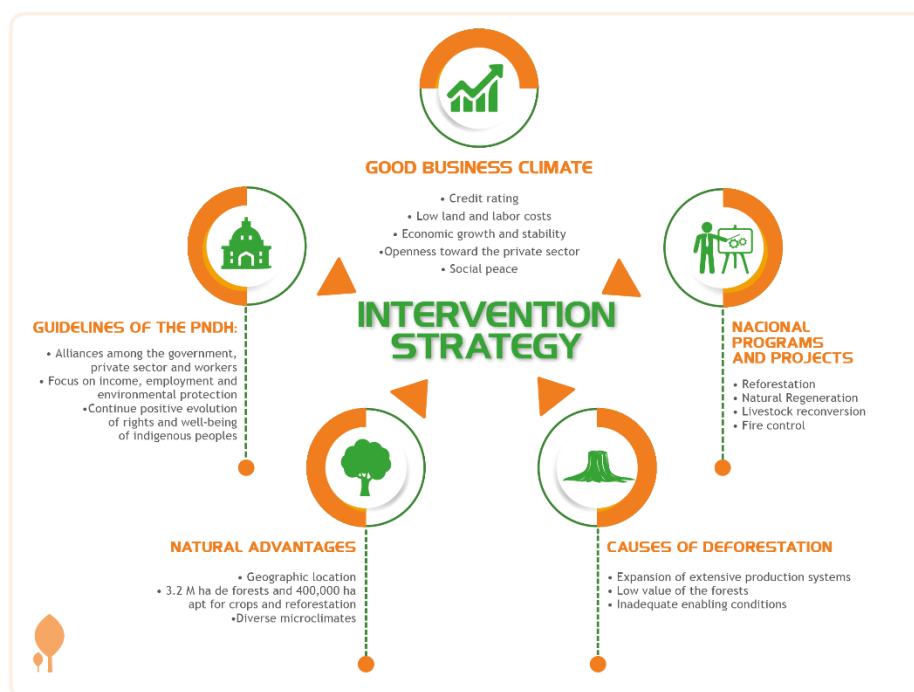 GOOD BUSINESS CLIMATE
• Credit rating
• Low land and labor costs
• Economic growth and stability
•Openness toward the private sector
• Social peace
INTERVENTION
STRATEGY
GUIDELINES OF THE PNDH:
• Alliances among the government,
private sector and workers
• Focus on income, employment and
environmental protection
•Continue positive evolution
of rights and well-being
of indigenous peoples
NACIONAL
PROGRAMS
AND PROJECTS
• Reforestation
• Natural Regeneration
• Livestock reconversion
• Fire control
NATURAL ADVANTAGES
• Geographic location
• 3.2 M ha de forests and 400,000 ha
apt for crops and reforestation
•Diverse microclimates
CAUSES OF DEFORESTATION
• Expansion of extensive production systems
• Low value of the forests
• Inadequate enabling conditions